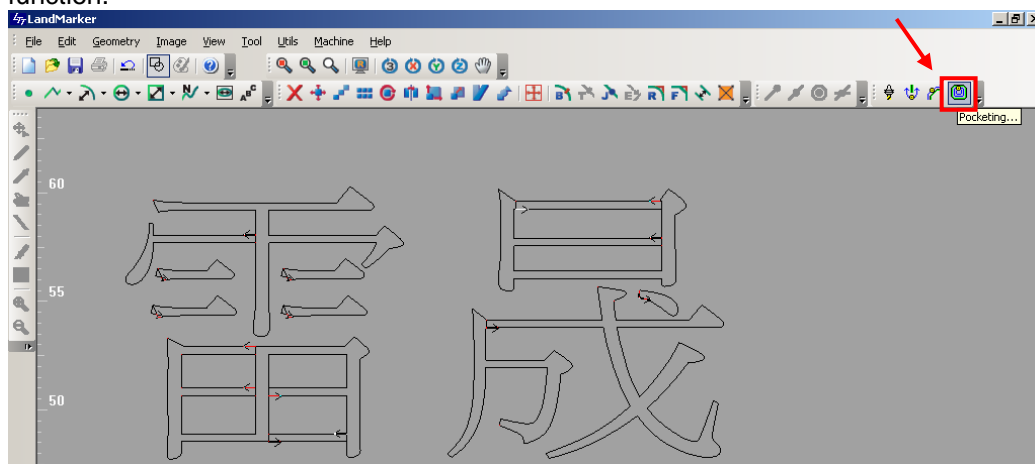 function.
LandMarker
File Edit Geometry Image View Tool Utils Machine Help
Pocketing...
60
雷 晟
55
50